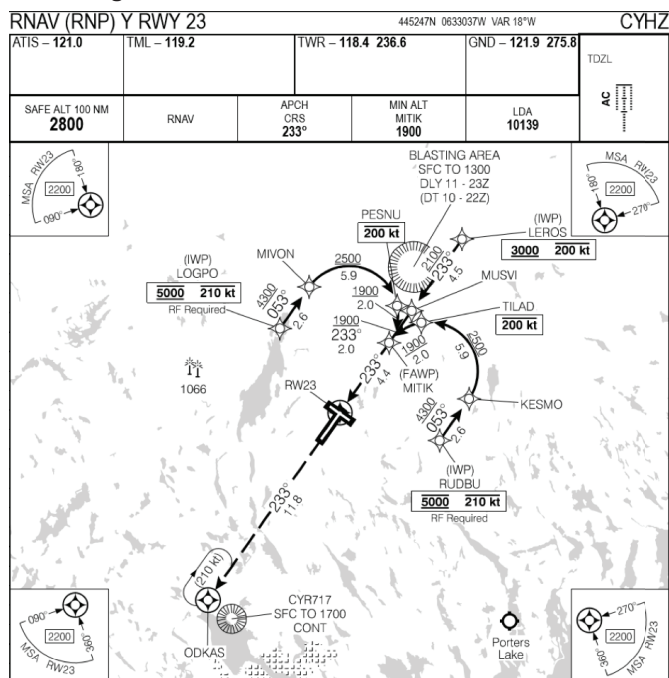 RNAV (RNP) Y RWY 23
445247N 0633037W VAR 18°W
CYHZ
ATIS – 121.0
TML – 119.2
TWR – 118.4 236.6
GND – 121.9 275.8
TDZL
AC
SAFE ALT 100 NM
2800
RNAV
APCH
CRS
233°
MIN ALT
MITIK
1900
LDA
10139
MSA RW23
180°
2200
090°
BLASTING AREA
SFC TO 1300
DLY 11 - 23Z
(DT 10 - 22Z)
MSA RW23
180°
2200
270°
PESNU
200 kt
(IWP)
LEROS
3000 200 kt
2100
233°
4.5
MUSVI
(IWP)
LOGPO
5000 210 kt
RF Required
MIVON
2500
5.9
4300
053°
2.6
1900
2.0
1900
233°
2.0
TILAD
200 kt
1900
2.0
2500
5.9
(FAWP)
MITIK
1066
RW23
233°
4.4
KESMO
4300
053°
2.6
(IWP)
RUDBU
5000 210 kt
RF Required
233°
11.8
(210 kt)
ODKAS
CYR717
SFC TO 1700
CONT
Porters
Lake
090°
2200
360°
MSA RW23
270°
2200
360°
MSA RW23